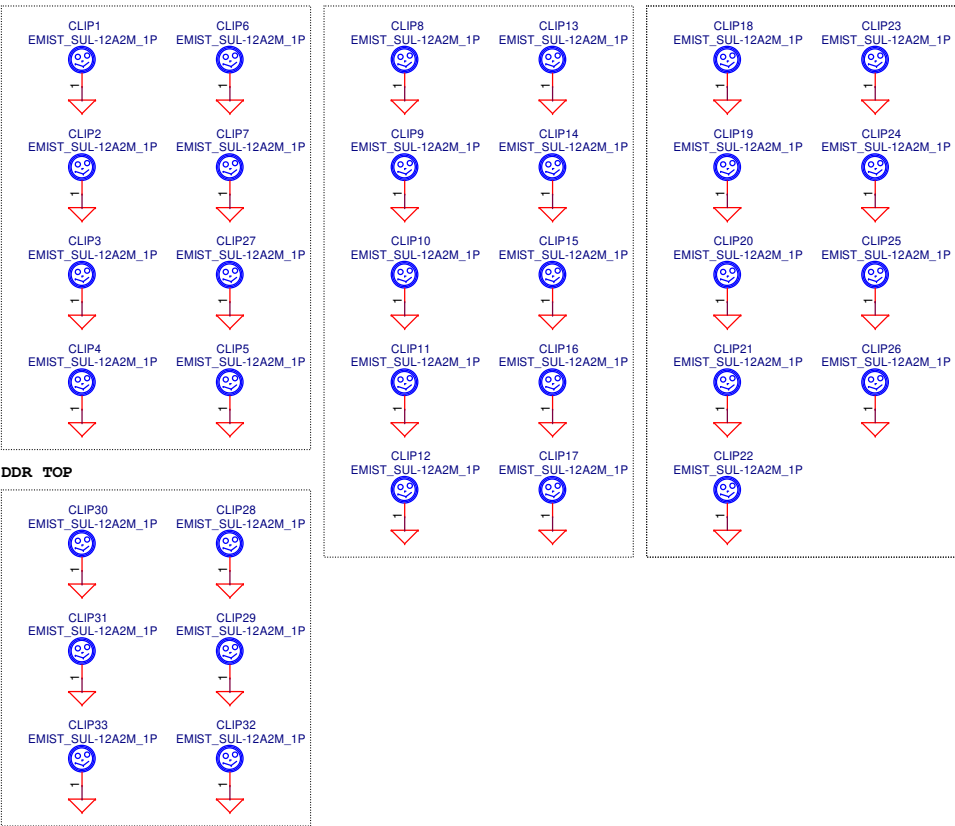 CLIP1
EMIST_SUL-12A2M_1P
1
CLIP6
EMIST_SUL-12A2M_1P
1
CLIP2
EMIST_SUL-12A2M_1P
1
CLIP7
EMIST_SUL-12A2M_1P
1
CLIP3
EMIST_SUL-12A2M_1P
1
CLIP27
EMIST_SUL-12A2M_1P
1
CLIP4
EMIST_SUL-12A2M_1P
1
CLIP5
EMIST_SUL-12A2M_1P
1
DDR TOP
CLIP30
EMIST_SUL-12A2M_1P
1
CLIP28
EMIST_SUL-12A2M_1P
1
CLIP31
EMIST_SUL-12A2M_1P
1
CLIP29
EMIST_SUL-12A2M_1P
1
CLIP33
EMIST_SUL-12A2M_1P
1
CLIP32
EMIST_SUL-12A2M_1P
1
CLIP8
EMIST_SUL-12A2M_1P
1
CLIP13
EMIST_SUL-12A2M_1P
1
CLIP9
EMIST_SUL-12A2M_1P
1
CLIP14
EMIST_SUL-12A2M_1P
1
CLIP10
EMIST_SUL-12A2M_1P
1
CLIP15
EMIST_SUL-12A2M_1P
1
CLIP11
EMIST_SUL-12A2M_1P
1
CLIP16
EMIST_SUL-12A2M_1P
1
CLIP12
EMIST_SUL-12A2M_1P
1
CLIP17
EMIST_SUL-12A2M_1P
1
CLIP18
EMIST_SUL-12A2M_1P
1
CLIP23
EMIST_SUL-12A2M_1P
1
CLIP19
EMIST_SUL-12A2M_1P
1
CLIP24
EMIST_SUL-12A2M_1P
1
CLIP20
EMIST_SUL-12A2M_1P
1
CLIP25
EMIST_SUL-12A2M_1P
1
CLIP21
EMIST_SUL-12A2M_1P
1
CLIP26
EMIST_SUL-12A2M_1P
1
CLIP22
EMIST_SUL-12A2M_1P
1